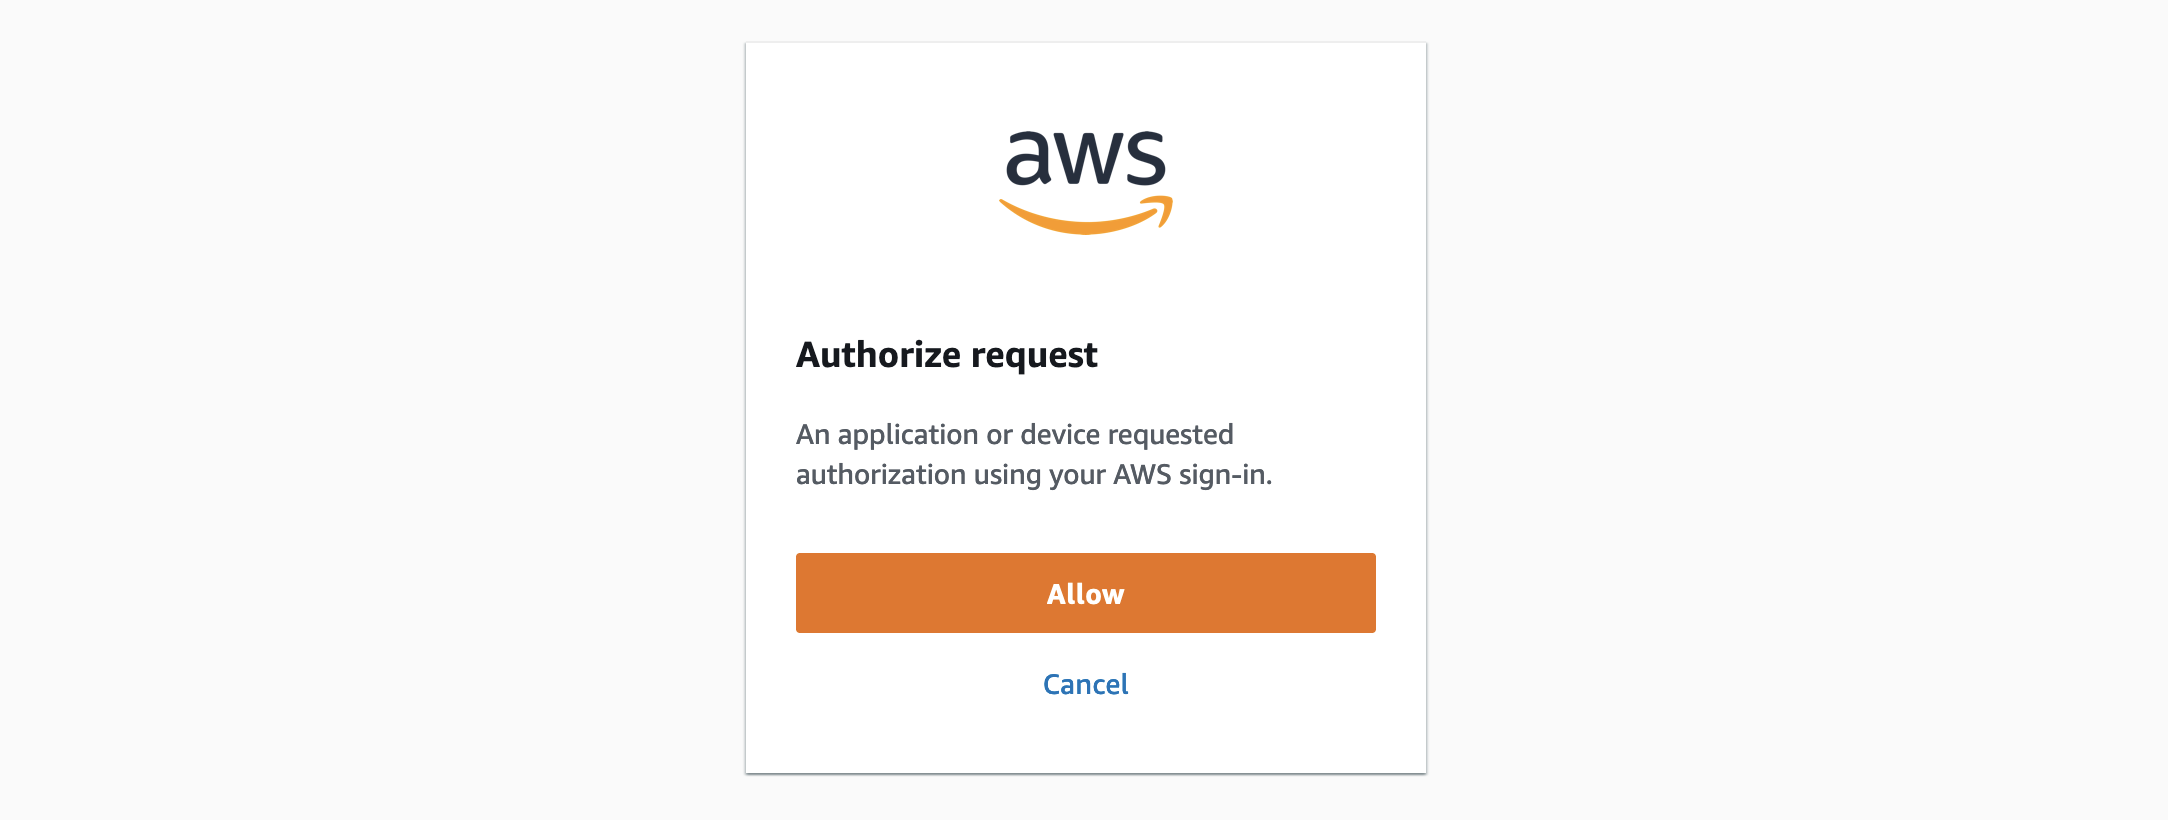 aws
Authorize request
An application or device requested
authorization using your AWS sign-in.
Allow
Cancel